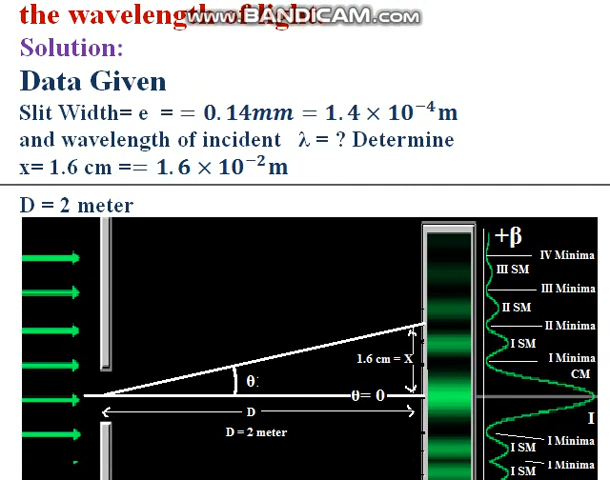 the wavelength of light.
www.BANDICAM.com
Solution:
Data Given
Slit Width= e = = 0.14mm = 1.4 × 10⁻⁴m
and wavelength of incident λ = ? Determine
x= 1.6 cm == 1.6 × 10⁻²m
D = 2 meter
+β
IV Minima
III SM
III Minima
II SM
II Minima
I SM
1.6 cm = X
I Minima
CM
θ:
θ= 0
D
I
D = 2 meter
I Minima
I SM
I Minima
I SM